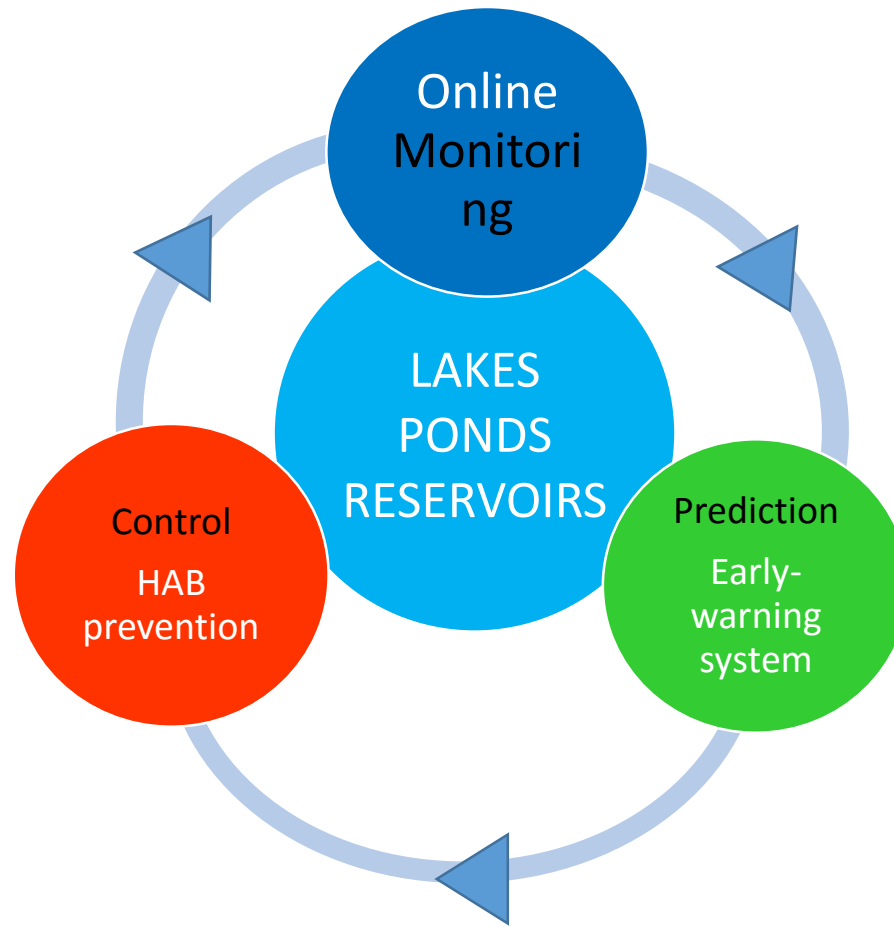 Online
Monitori
ng
LAKES
PONDS
RESERVOIRS
Control
HAB
prevention
Prediction
Early-
warning
system